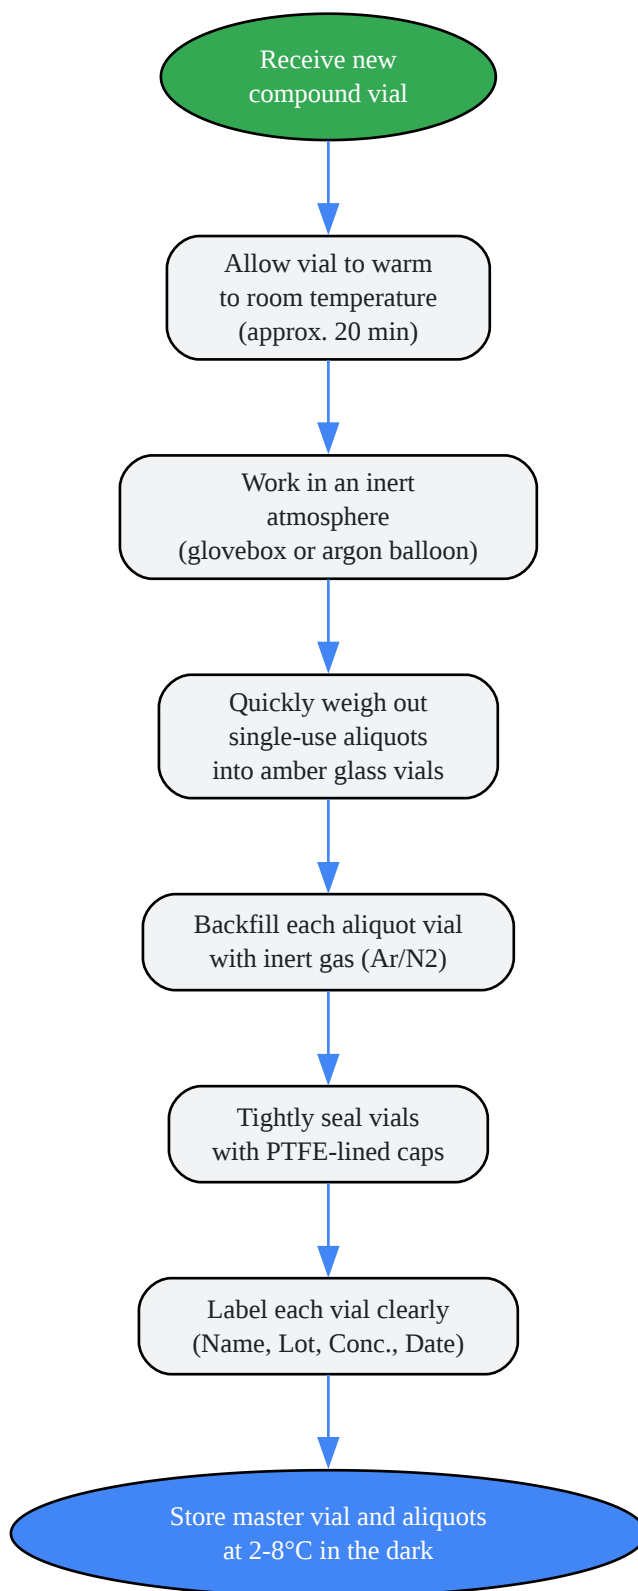 Receive new
compound vial
Allow vial to warm
to room temperature
(approx. 20 min)
Work in an inert
atmosphere
(glovebox or argon balloon)
Quickly weigh out
single-use aliquots
into amber glass vials
Backfill each aliquot vial
with inert gas (Ar/N2)
Tightly seal vials
with PTFE-lined caps
Label each vial clearly
(Name, Lot, Conc., Date)
Store master vial and aliquots
at 2-8°C in the dark